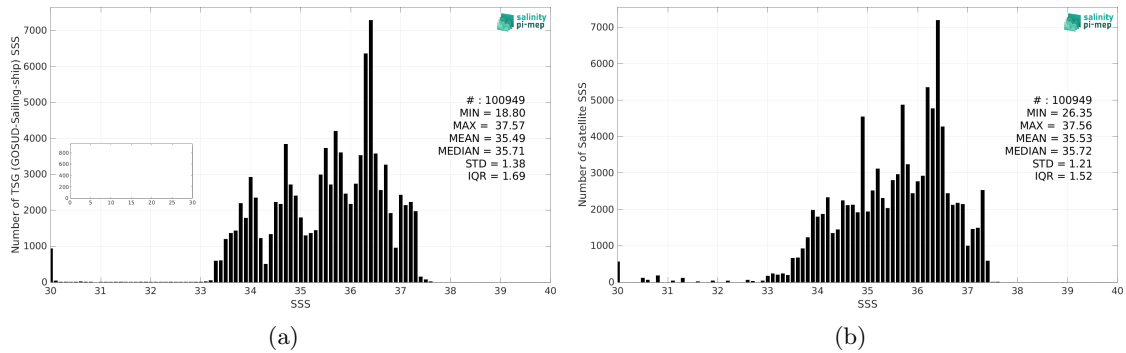 salinity
pi-mep
Number of TSG (GOSUD-Sailing-ship) SSS
7000
6000
5000
4000
3000
2000
1000
0
# : 100949
MIN = 18.80
MAX = 37.57
MEAN = 35.49
MEDIAN = 35.71
STD = 1.38
IQR = 1.69
800
600
400
200
0
0 5 10 15 20 25 30
30 31 32 33 34 35 36 37 38 39 40
SSS
(a)
salinity
pi-mep
Number of Satellite SSS
7000
6000
5000
4000
3000
2000
1000
0
# : 100949
MIN = 26.35
MAX = 37.56
MEAN = 35.53
MEDIAN = 35.72
STD = 1.21
IQR = 1.52
30 31 32 33 34 35 36 37 38 39 40
SSS
(b)